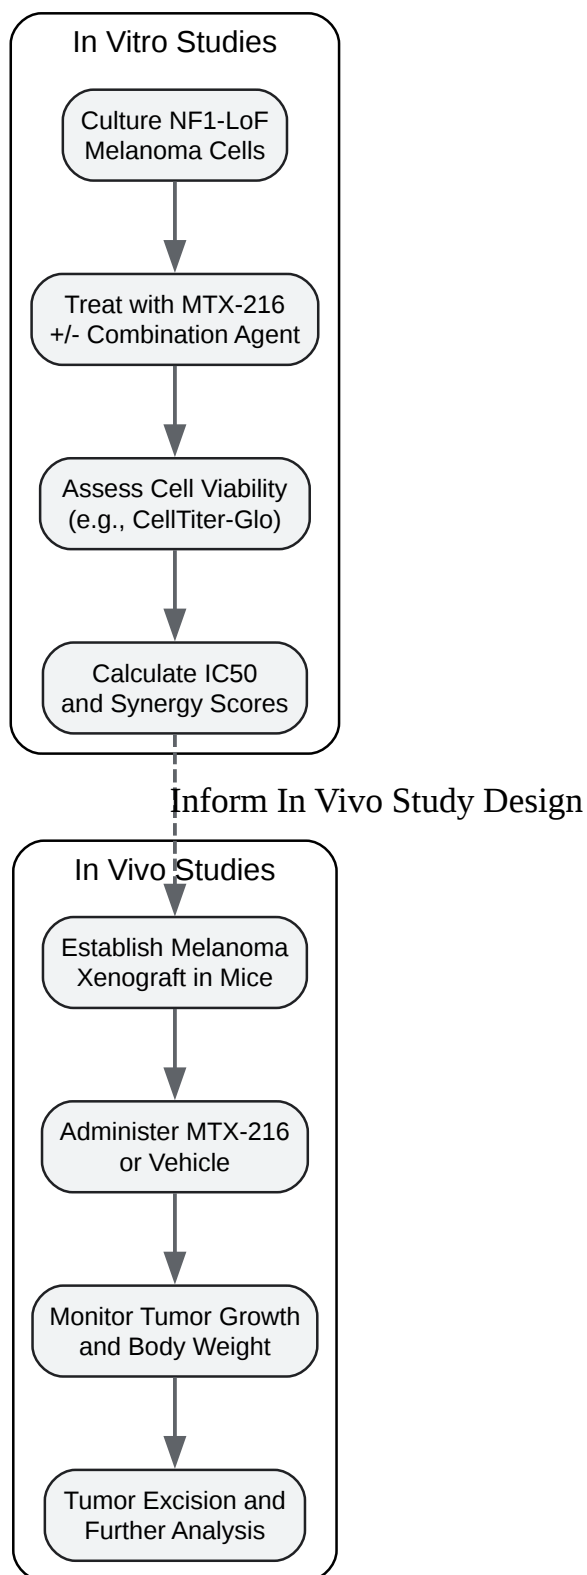 In Vitro Studies
Culture NF1-LoF
Melanoma Cells
Treat with MTX-216
+/- Combination Agent
Assess Cell Viability
(e.g., CellTiter-Glo)
Calculate IC50
and Synergy Scores
Inform In Vivo Study Design
In Vivo Studies
Establish Melanoma
Xenograft in Mice
Administer MTX-216
or Vehicle
Monitor Tumor Growth
and Body Weight
Tumor Excision and
Further Analysis